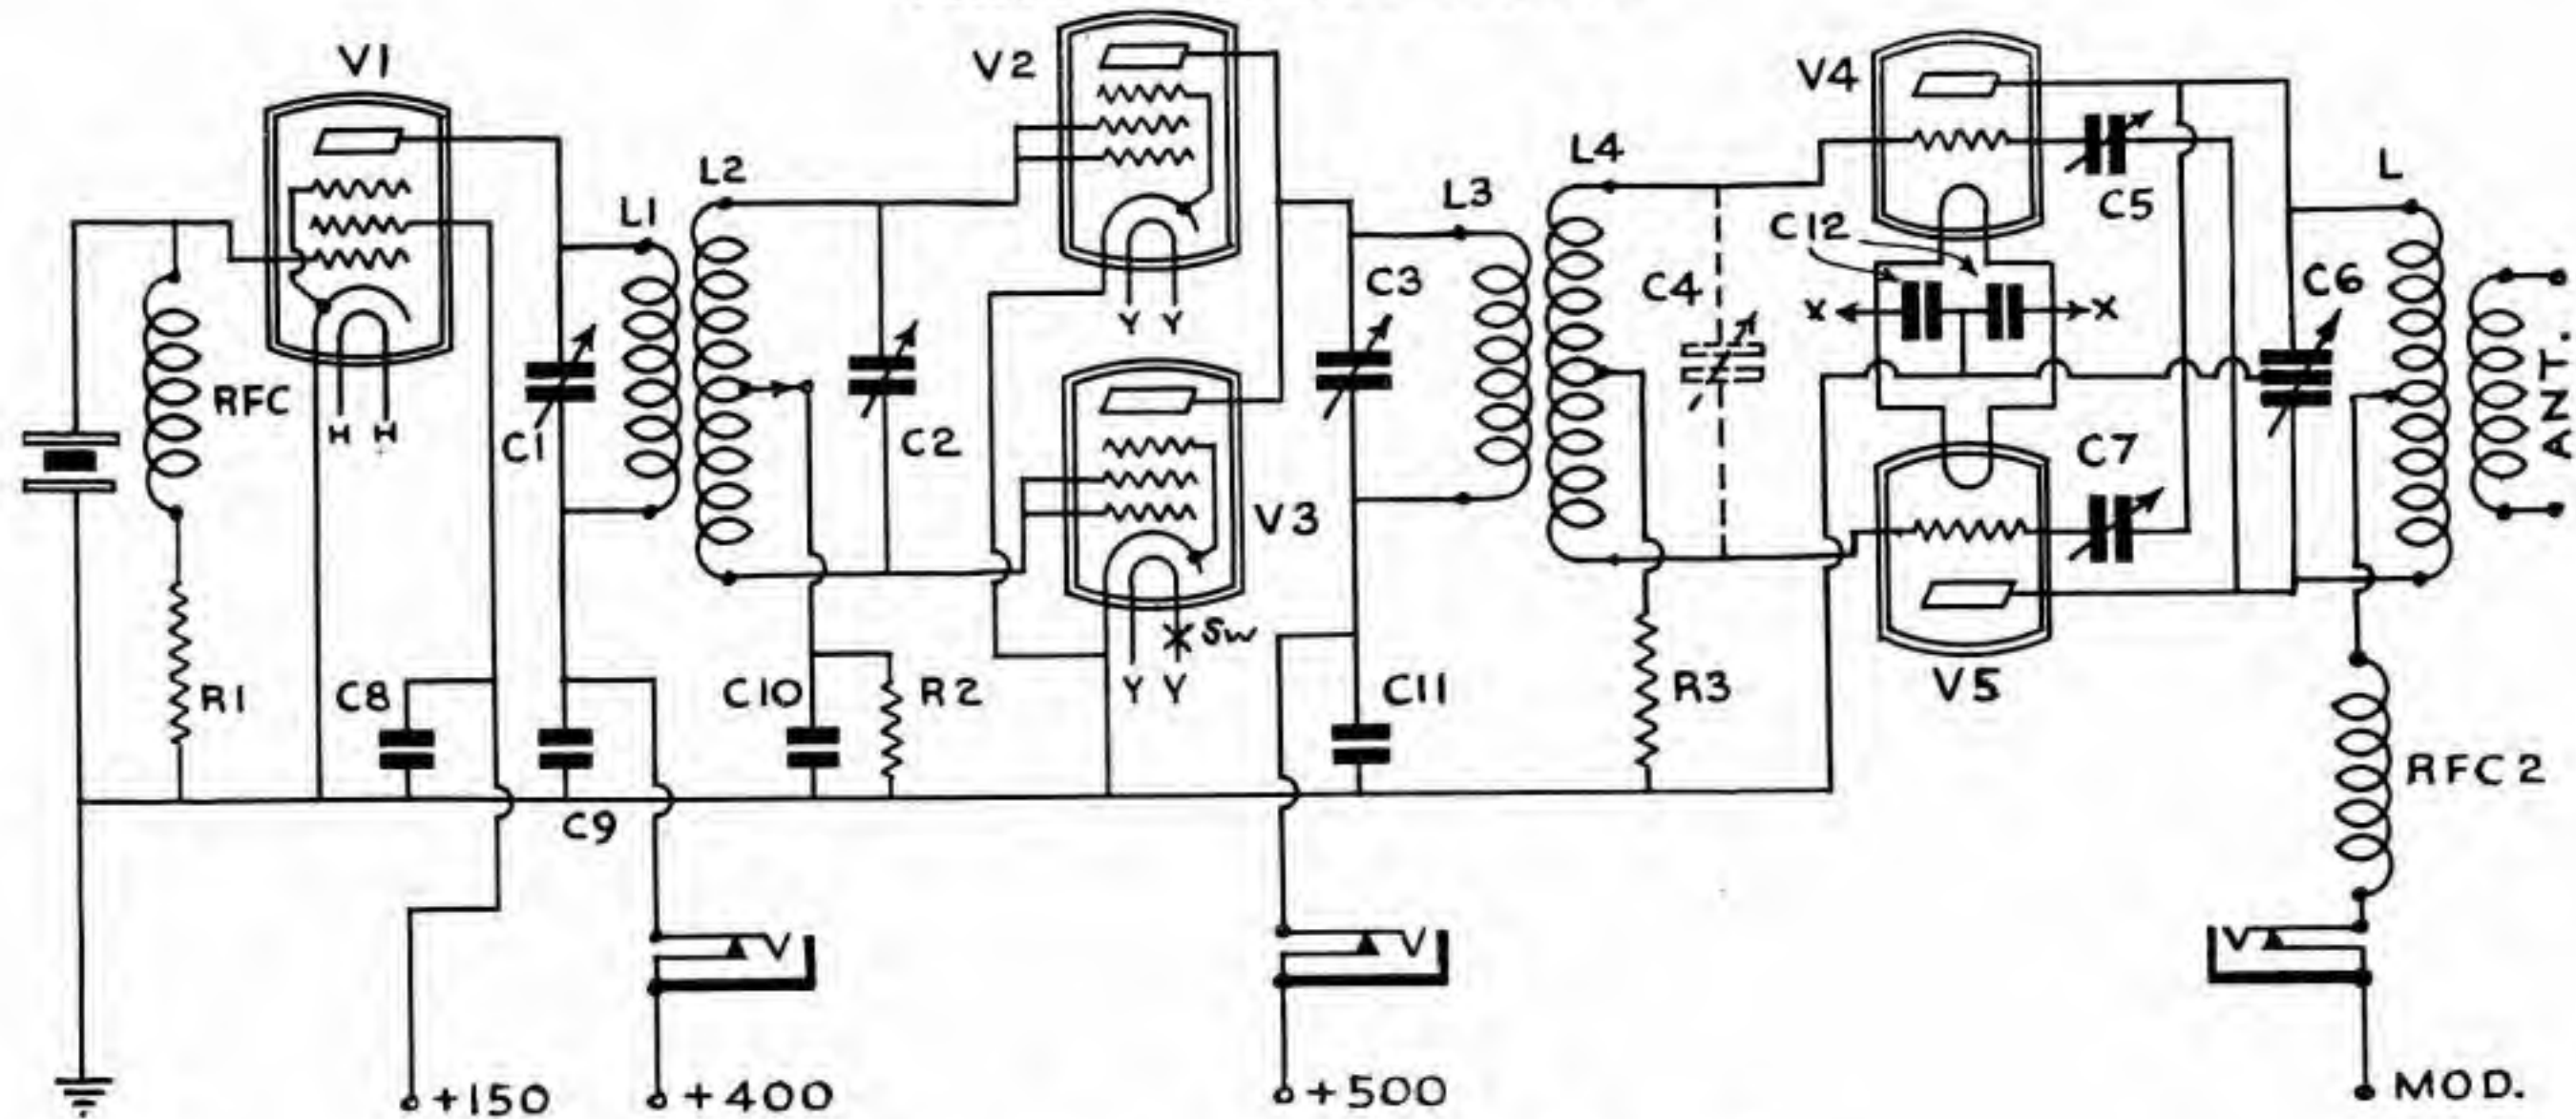 V1
V2
V4
L4
L
L2
L3
L1
C5
C12
C3
C4
C6
X X
Y Y
RFC
H H
C1
C2
C7
ANT.
V3
Sw
R1
C8
C10
R2
Y Y
C11
R3
V5
RFC2
C9
+150
+400
+500
MOD.